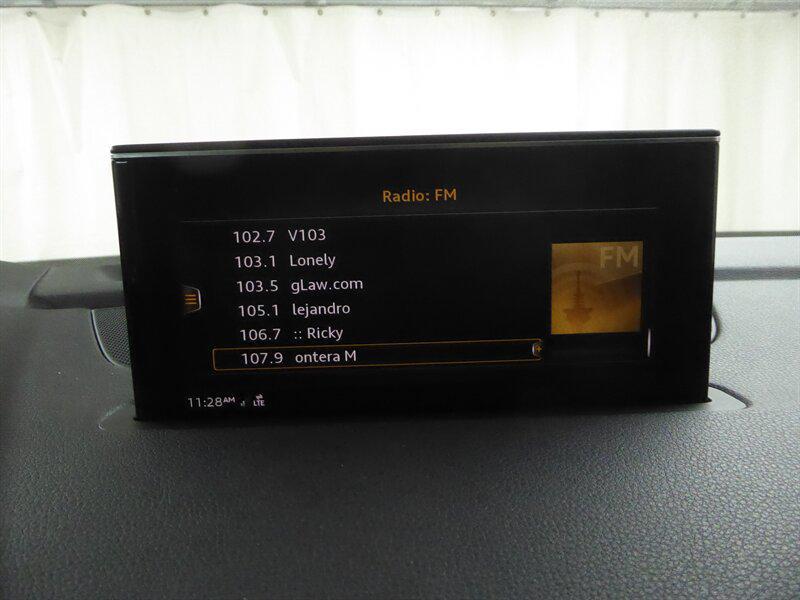 Radio: FM
102.7 V103
103.1 Lonely
103.5 gLaw.com
105.1 lejandro
106.7 :: Ricky
107.9 ontera M
FM
11:28AM LTE